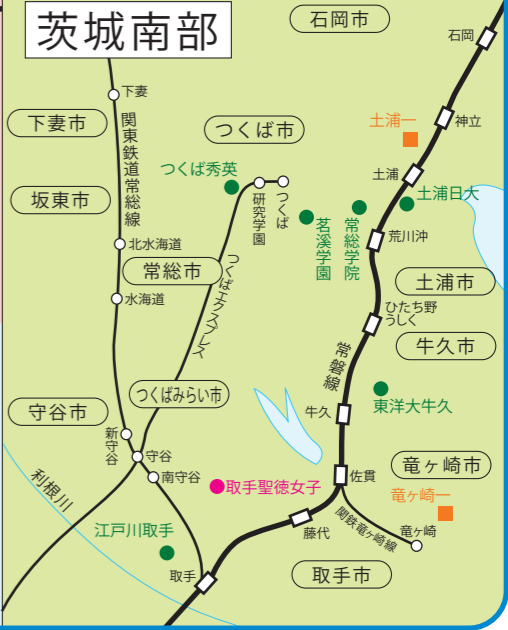 茨城南部
石岡市
石岡
下妻
関東鉄道常総線
土浦一
神立
下妻市
つくば市
つくば秀英
土浦
土浦日大
坂東市
研究学園
つくば
茗溪学園
常総学院
荒川沖
北水海道
常総市
つくばエクスプレス
土浦市
水海道
ひたち野
うしく
牛久市
常磐線
つくばみらい市
東洋大牛久
守谷市
牛久
新守谷
守谷
南守谷
佐貫
竜ヶ崎市
利根川
取手聖徳女子
竜ヶ崎一
江戸川取手
藤代
関鉄竜ヶ崎線
竜ヶ崎
取手
取手市